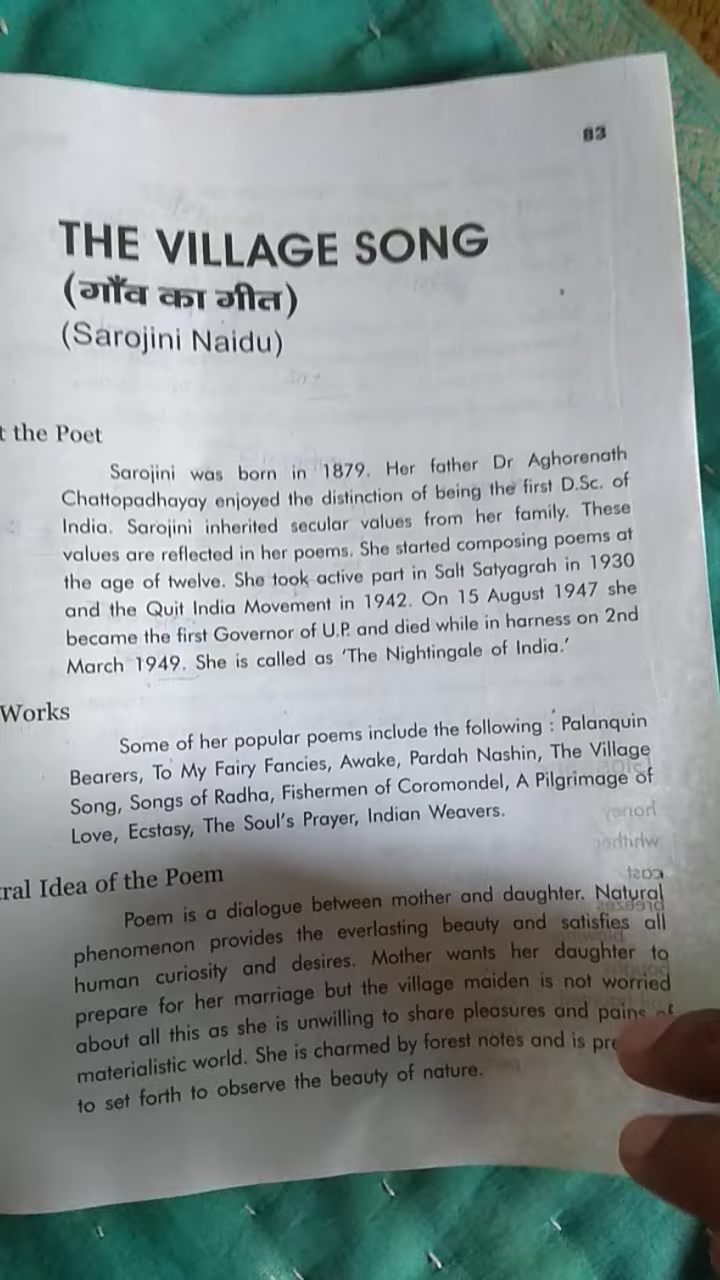 83
THE VILLAGE SONG
(गाँव का गीत)
(Sarojini Naidu)
t the Poet
Sarojini was born in 1879. Her father Dr Aghorenath
Chattopadhayay enjoyed the distinction of being the first D.Sc. of
India. Sarojini inherited secular values from her family. These
values are reflected in her poems. She started composing poems at
the age of twelve. She took active part in Salt Satyagrah in 1930
and the Quit India Movement in 1942. On 15 August 1947 she
became the first Governor of U.P. and died while in harness on 2nd
March 1949. She is called as ‘The Nightingale of India.’
Works
Some of her popular poems include the following : Palanquin
Bearers, To My Fairy Fancies, Awake, Pardah Nashin, The Village
Song, Songs of Radha, Fishermen of Coromondel, A Pilgrimage of
Love, Ecstasy, The Soul’s Prayer, Indian Weavers.
ral Idea of the Poem
Poem is a dialogue between mother and daughter. Natural
phenomenon provides the everlasting beauty and satisfies all
human curiosity and desires. Mother wants her daughter to
prepare for her marriage but the village maiden is not worried
about all this as she is unwilling to share pleasures and pains of
materialistic world. She is charmed by forest notes and is pre
to set forth to observe the beauty of nature.